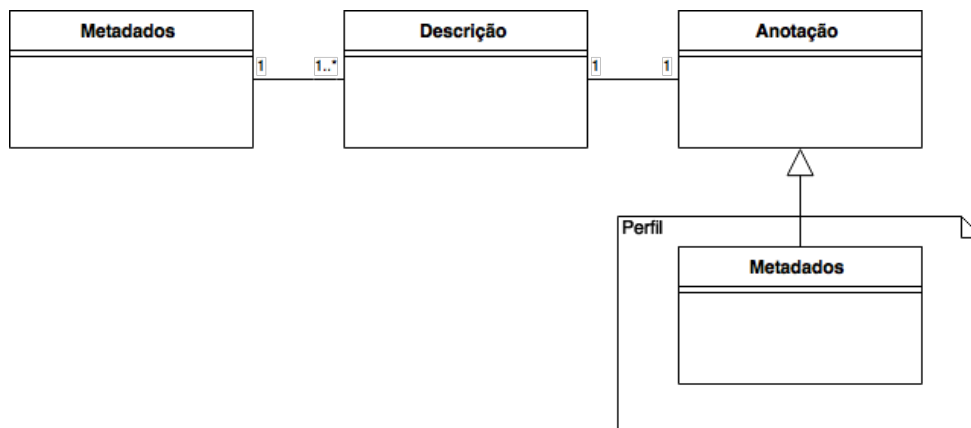 Metadados
Descrição
Anotação
1
1..*
1
1
Perfil
Metadados